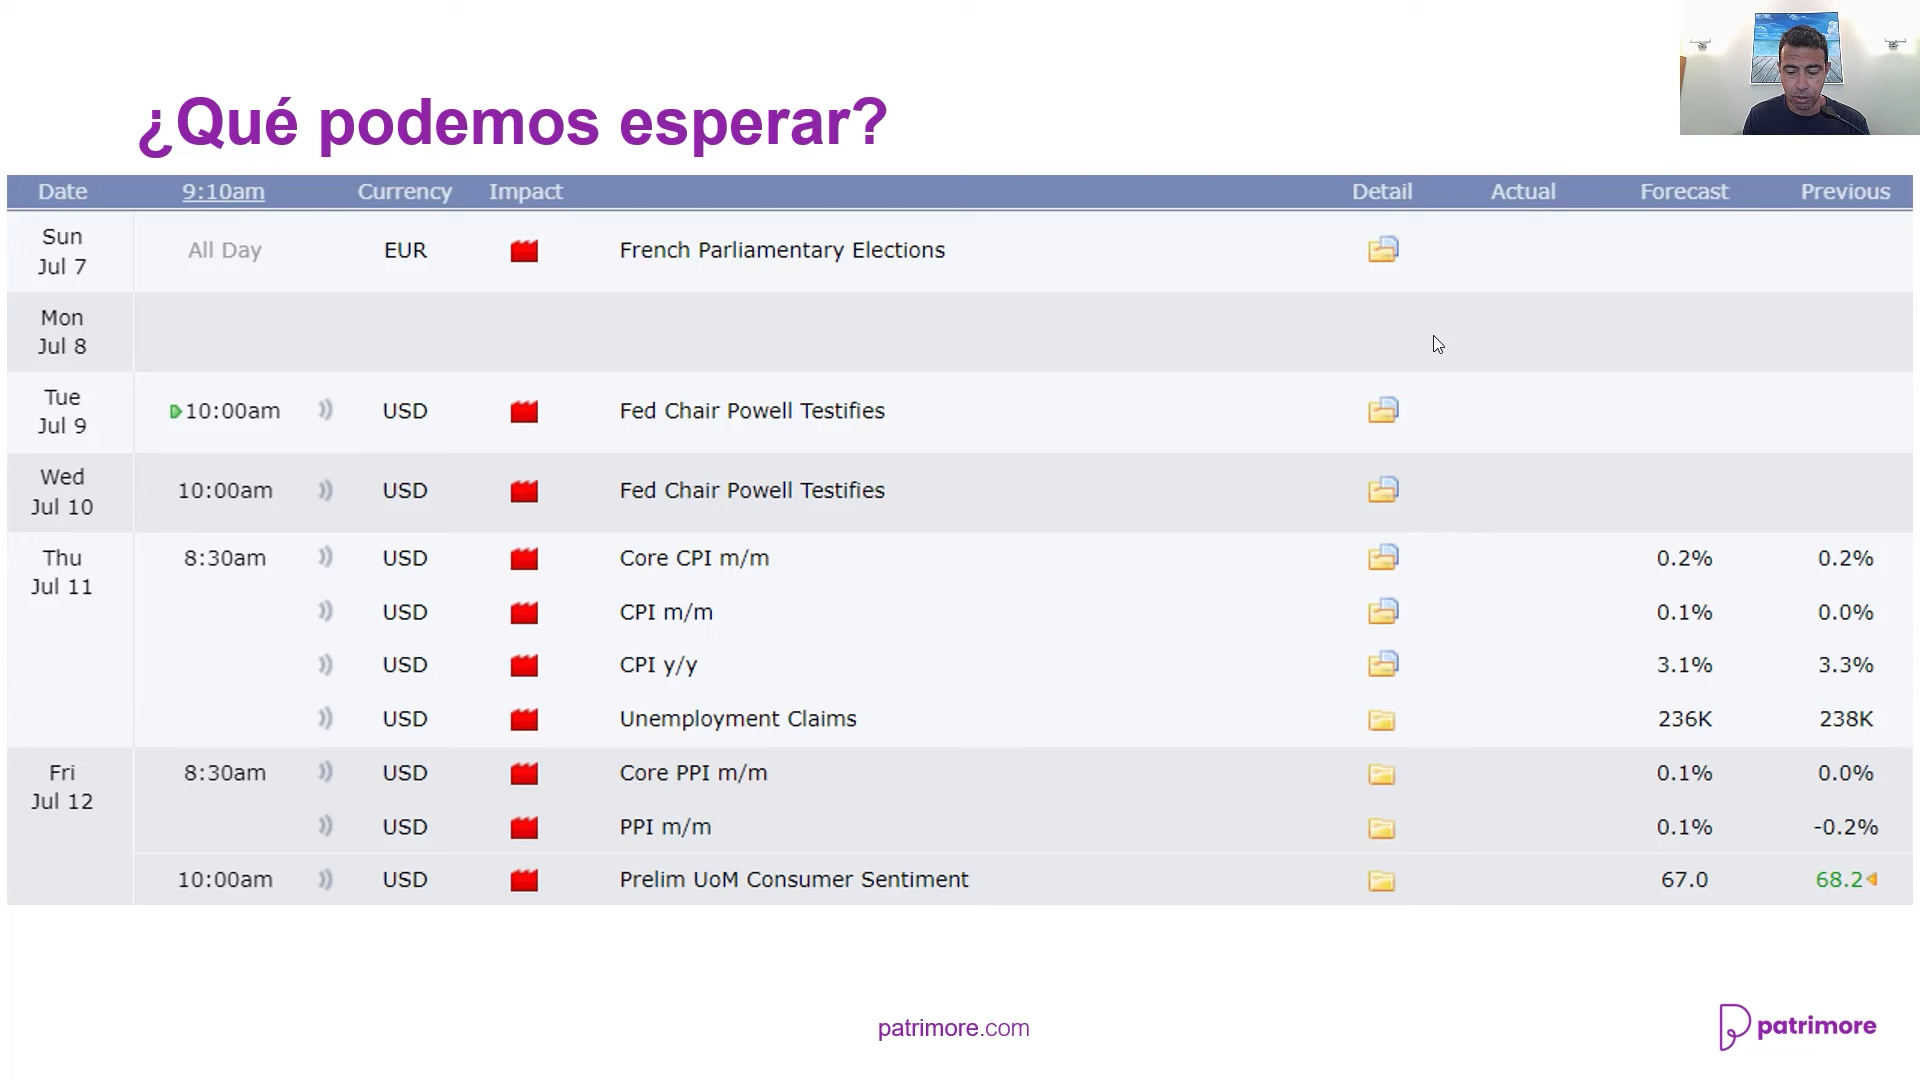 ¿Qué podemos esperar?
Date 9:10am Currency Impact Detail Actual Forecast Previous
Sun
Jul 7
All Day EUR French Parliamentary Elections
Mon
Jul 8
Tue
Jul 9
10:00am USD Fed Chair Powell Testifies
Wed
Jul 10
10:00am USD Fed Chair Powell Testifies
Thu
Jul 11
8:30am USD Core CPI m/m 0.2% 0.2%
USD CPI m/m 0.1% 0.0%
USD CPI y/y 3.1% 3.3%
USD Unemployment Claims 236K 238K
Fri
Jul 12
8:30am USD Core PPI m/m 0.1% 0.0%
USD PPI m/m 0.1% -0.2%
10:00am USD Prelim UoM Consumer Sentiment 67.0 68.2
patrimore.com
patrimore